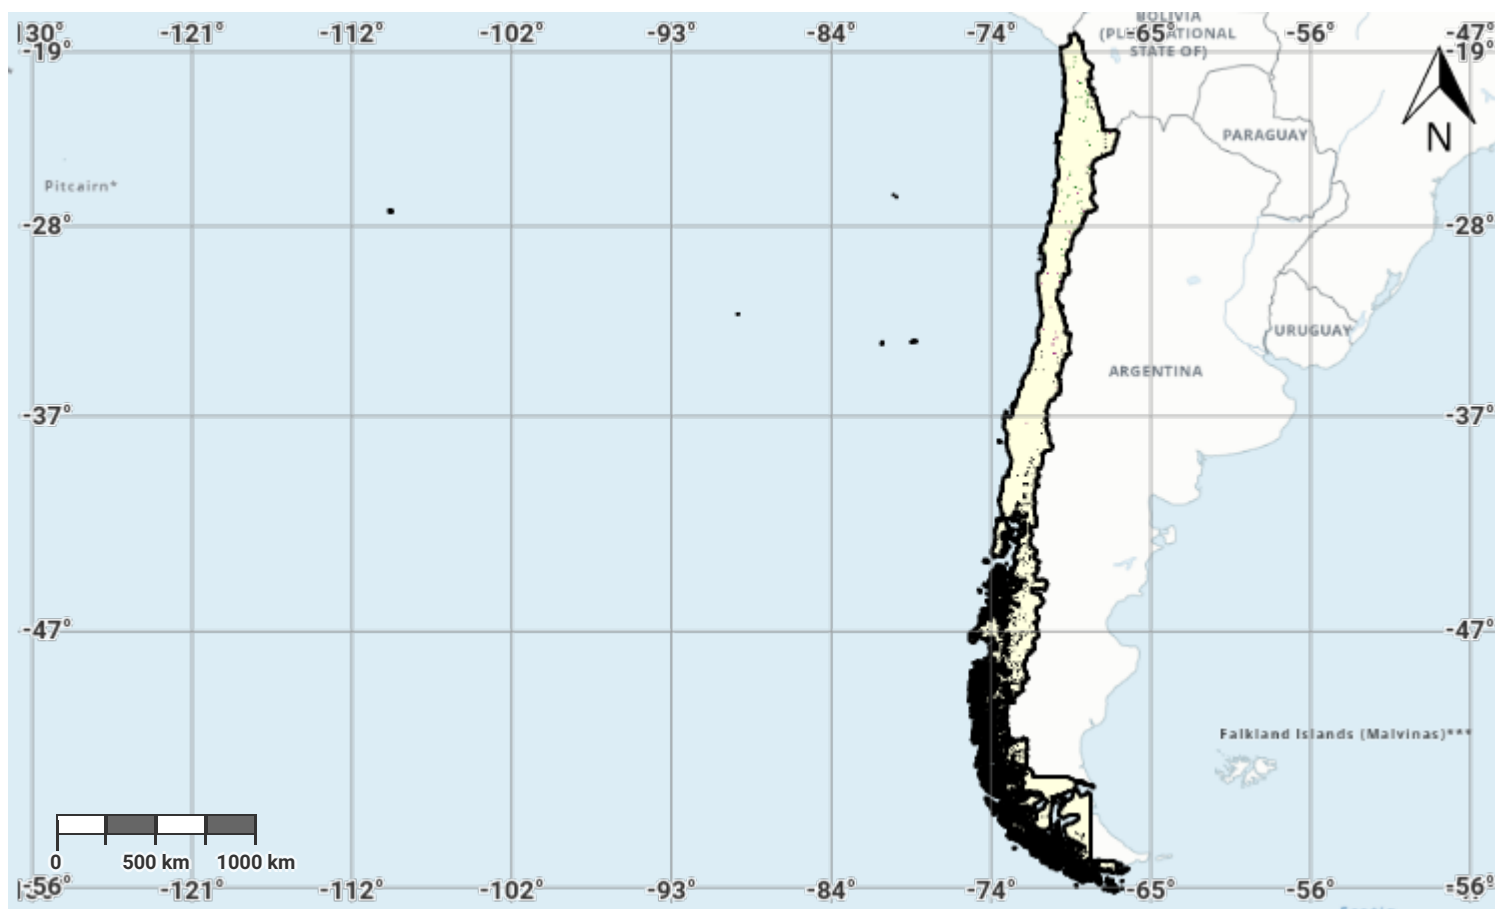 -130° -121° -112° -102° -93° -84° -74° -65° -56° -47°
BOLIVIA
(PLURINATIONAL
STATE OF)
-19° -19°
N
PARAGUAY
Pitcairn*
-28° -28°
URUGUAY
ARGENTINA
-37° -37°
-47° -47°
Falkland Islands (Malvinas)***
0 500 km 1000 km
-56° -121° -112° -102° -93° -84° -74° -65° -56° -56°